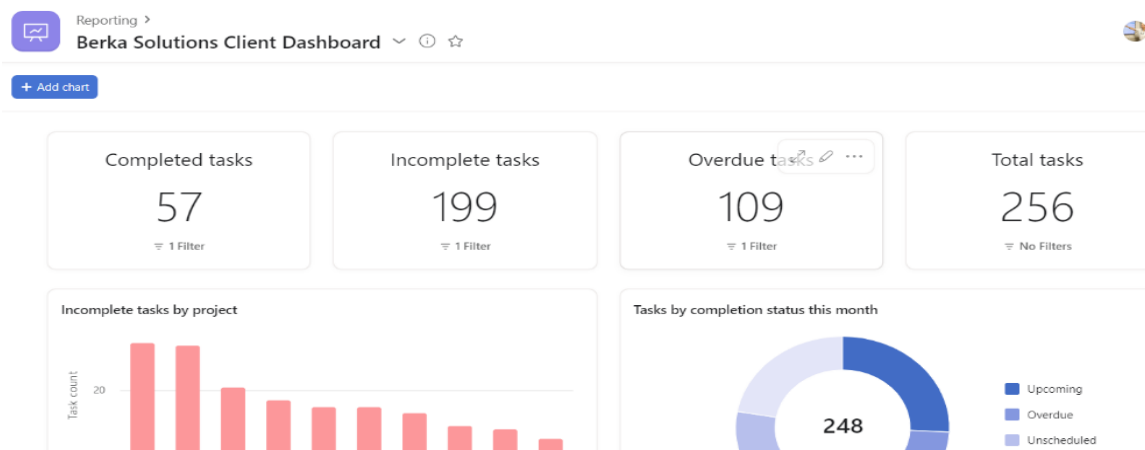 Reporting >
Berka Solutions Client Dashboard
+ Add chart
Completed tasks
57
1 Filter
Incomplete tasks
199
1 Filter
Overdue tasks
109
1 Filter
Total tasks
256
No Filters
Incomplete tasks by project
Task count
20
Tasks by completion status this month
248
Upcoming
Overdue
Unscheduled